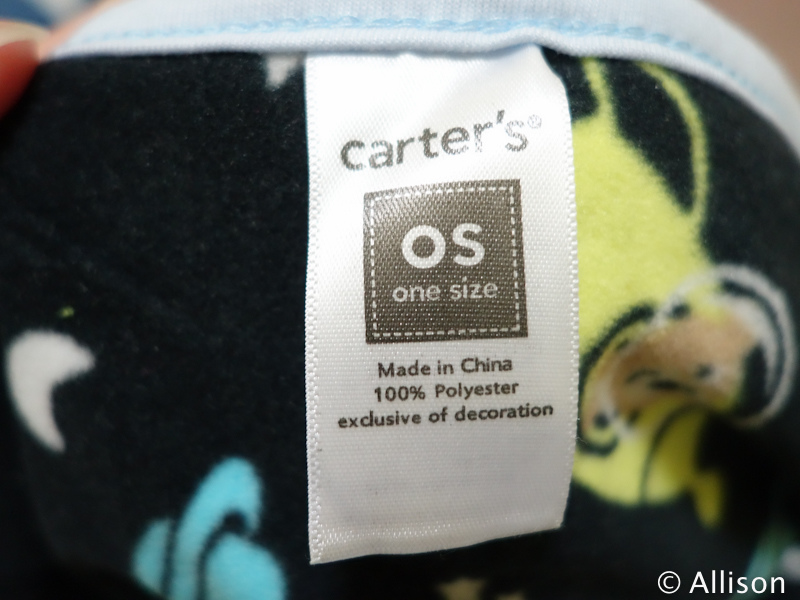 carter's®
OS
one size
Made in China
100% Polyester
exclusive of decoration
© Allison